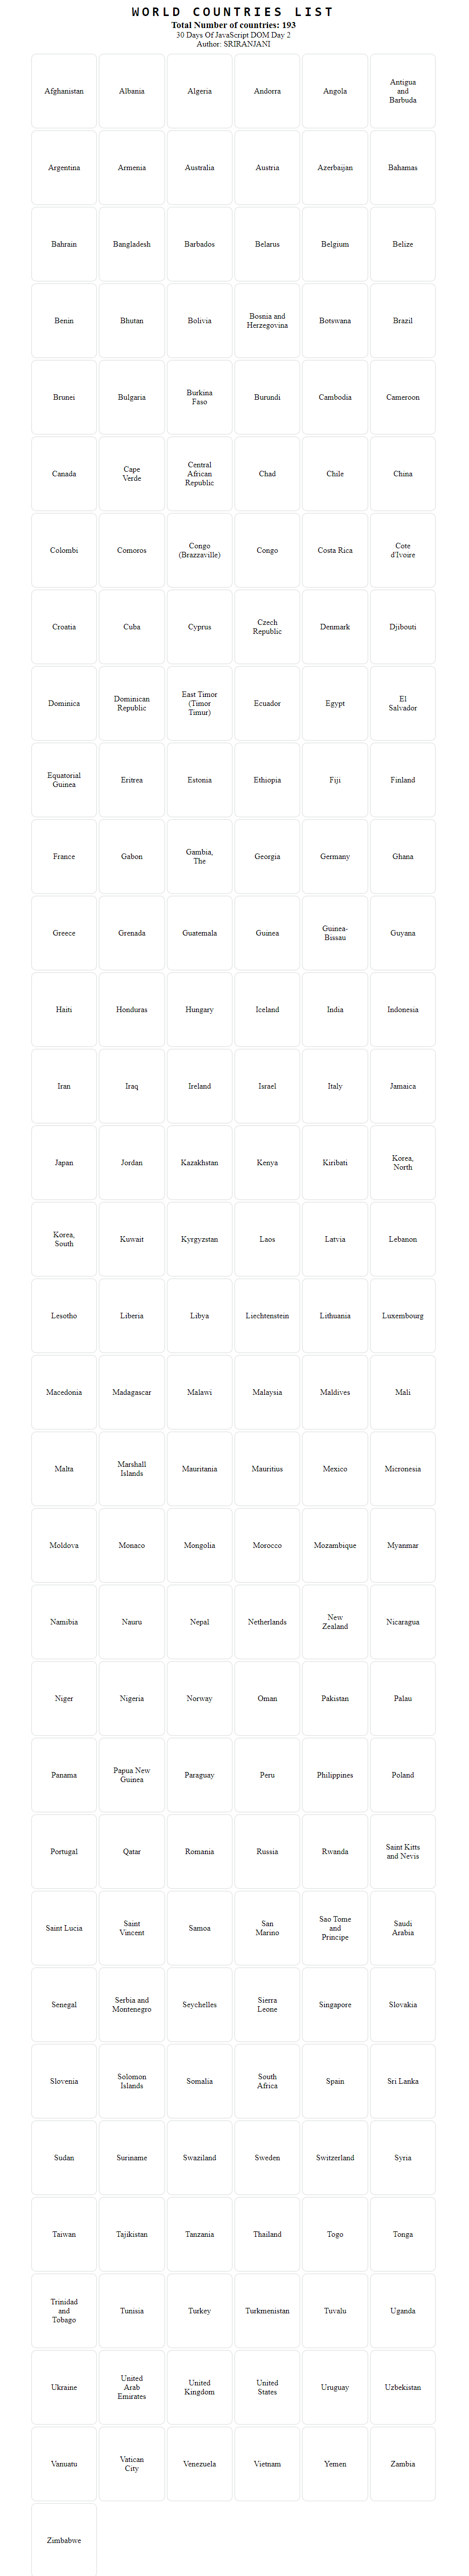 WORLD COUNTRIES LIST
Total Number of countries: 193
30 Days Of JavaScript DOM Day 2
Author: SRIRANJANI
Afghanistan
Albania
Algeria
Andorra
Angola
Antigua
and
Barbuda
Argentina
Armenia
Australia
Austria
Azerbaijan
Bahamas
Bahrain
Bangladesh
Barbados
Belarus
Belgium
Belize
Benin
Bhutan
Bolivia
Bosnia and
Herzegovina
Botswana
Brazil
Brunei
Bulgaria
Burkina
Faso
Burundi
Cambodia
Cameroon
Canada
Cape
Verde
Central
African
Republic
Chad
Chile
China
Colombi
Comoros
Congo
(Brazzaville)
Congo
Costa Rica
Cote
d'Ivoire
Croatia
Cuba
Cyprus
Czech
Republic
Denmark
Djibouti
Dominica
Dominican
Republic
East Timor
(Timor
Timur)
Ecuador
Egypt
El
Salvador
Equatorial
Guinea
Eritrea
Estonia
Ethiopia
Fiji
Finland
France
Gabon
Gambia,
The
Georgia
Germany
Ghana
Greece
Grenada
Guatemala
Guinea
Guinea-
Bissau
Guyana
Haiti
Honduras
Hungary
Iceland
India
Indonesia
Iran
Iraq
Ireland
Israel
Italy
Jamaica
Japan
Jordan
Kazakhstan
Kenya
Kiribati
Korea,
North
Korea,
South
Kuwait
Kyrgyzstan
Laos
Latvia
Lebanon
Lesotho
Liberia
Libya
Liechtenstein
Lithuania
Luxembourg
Macedonia
Madagascar
Malawi
Malaysia
Maldives
Mali
Malta
Marshall
Islands
Mauritania
Mauritius
Mexico
Micronesia
Moldova
Monaco
Mongolia
Morocco
Mozambique
Myanmar
Namibia
Nauru
Nepal
Netherlands
New
Zealand
Nicaragua
Niger
Nigeria
Norway
Oman
Pakistan
Palau
Panama
Papua New
Guinea
Paraguay
Peru
Philippines
Poland
Portugal
Qatar
Romania
Russia
Rwanda
Saint Kitts
and Nevis
Saint Lucia
Saint
Vincent
Samoa
San
Marino
Sao Tome
and
Principe
Saudi
Arabia
Senegal
Serbia and
Montenegro
Seychelles
Sierra
Leone
Singapore
Slovakia
Slovenia
Solomon
Islands
Somalia
South
Africa
Spain
Sri Lanka
Sudan
Suriname
Swaziland
Sweden
Switzerland
Syria
Taiwan
Tajikistan
Tanzania
Thailand
Togo
Tonga
Trinidad
and
Tobago
Tunisia
Turkey
Turkmenistan
Tuvalu
Uganda
Ukraine
United
Arab
Emirates
United
Kingdom
United
States
Uruguay
Uzbekistan
Vanuatu
Vatican
City
Venezuela
Vietnam
Yemen
Zambia
Zimbabwe